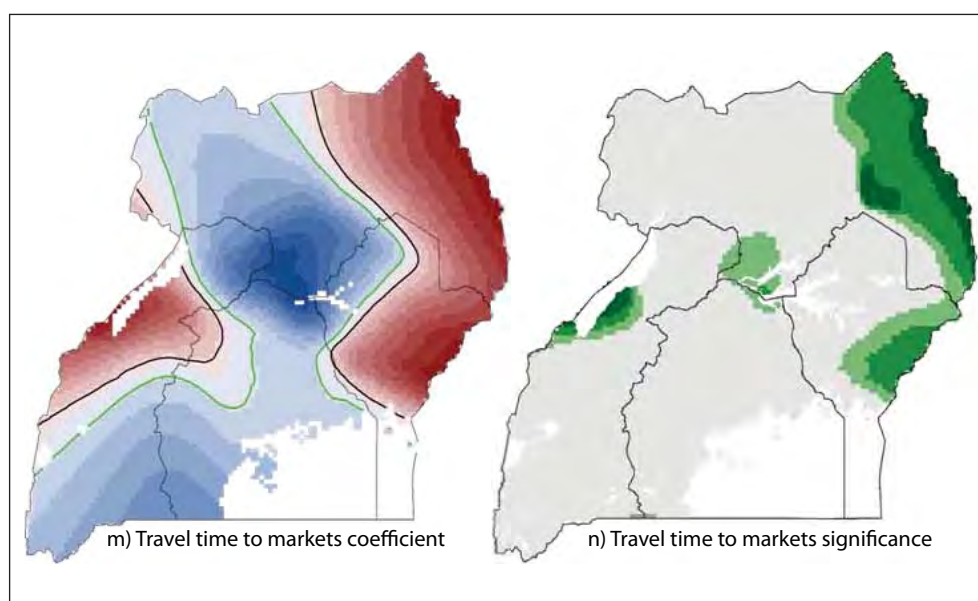 m) Travel time to markets coefficient
n) Travel time to markets significance